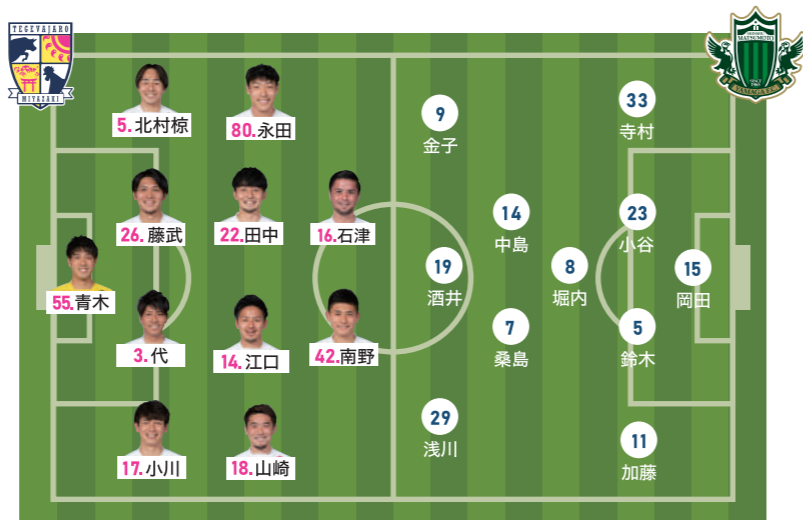 TEGEVAJARO
MIYAZAKI
MATSUMOTO
YAMAGA F.C.
5.北村椋
80.永田
26.藤武
22.田中
16.石津
55.青木
3.代
14.江口
42.南野
17.小川
18.山崎
9
金子
33
寺村
14
中島
23
小谷
19
酒井
8
堀内
15
岡田
7
桑島
5
鈴木
29
浅川
11
加藤